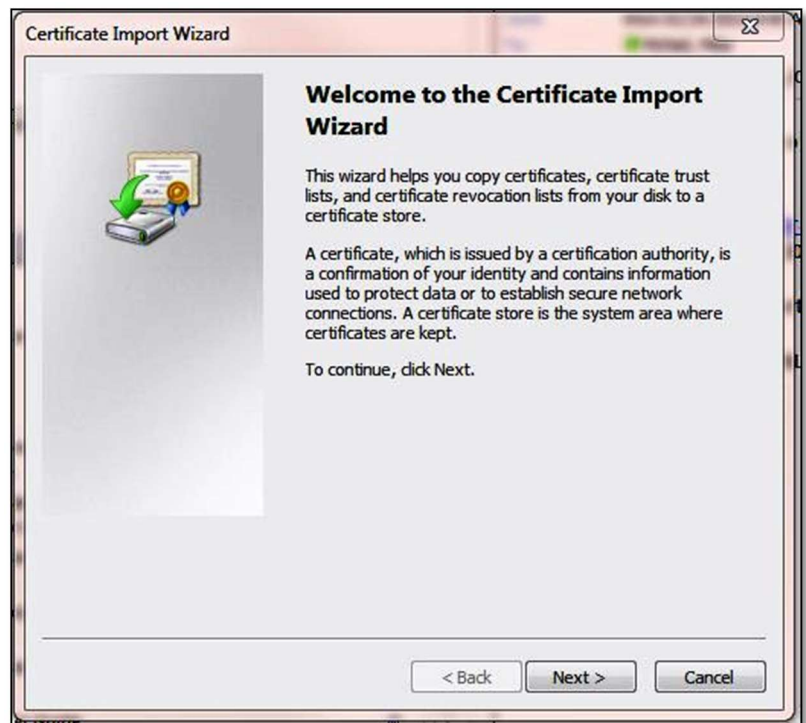 Certificate Import Wizard
Welcome to the Certificate Import
Wizard
This wizard helps you copy certificates, certificate trust
lists, and certificate revocation lists from your disk to a
certificate store.
A certificate, which is issued by a certification authority, is
a confirmation of your identity and contains information
used to protect data or to establish secure network
connections. A certificate store is the system area where
certificates are kept.
To continue, click Next.
< Back Next > Cancel